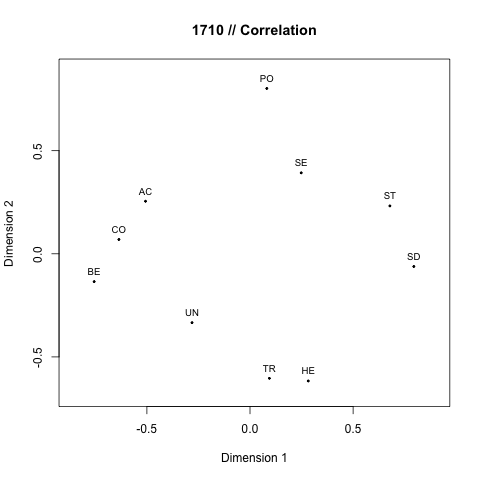 1710 // Correlation
PO
SE
AC
ST
CO
SD
BE
UN
TR
HE
0.5
0.0
-0.5
Dimension 2
-0.5
0.0
0.5
Dimension 1